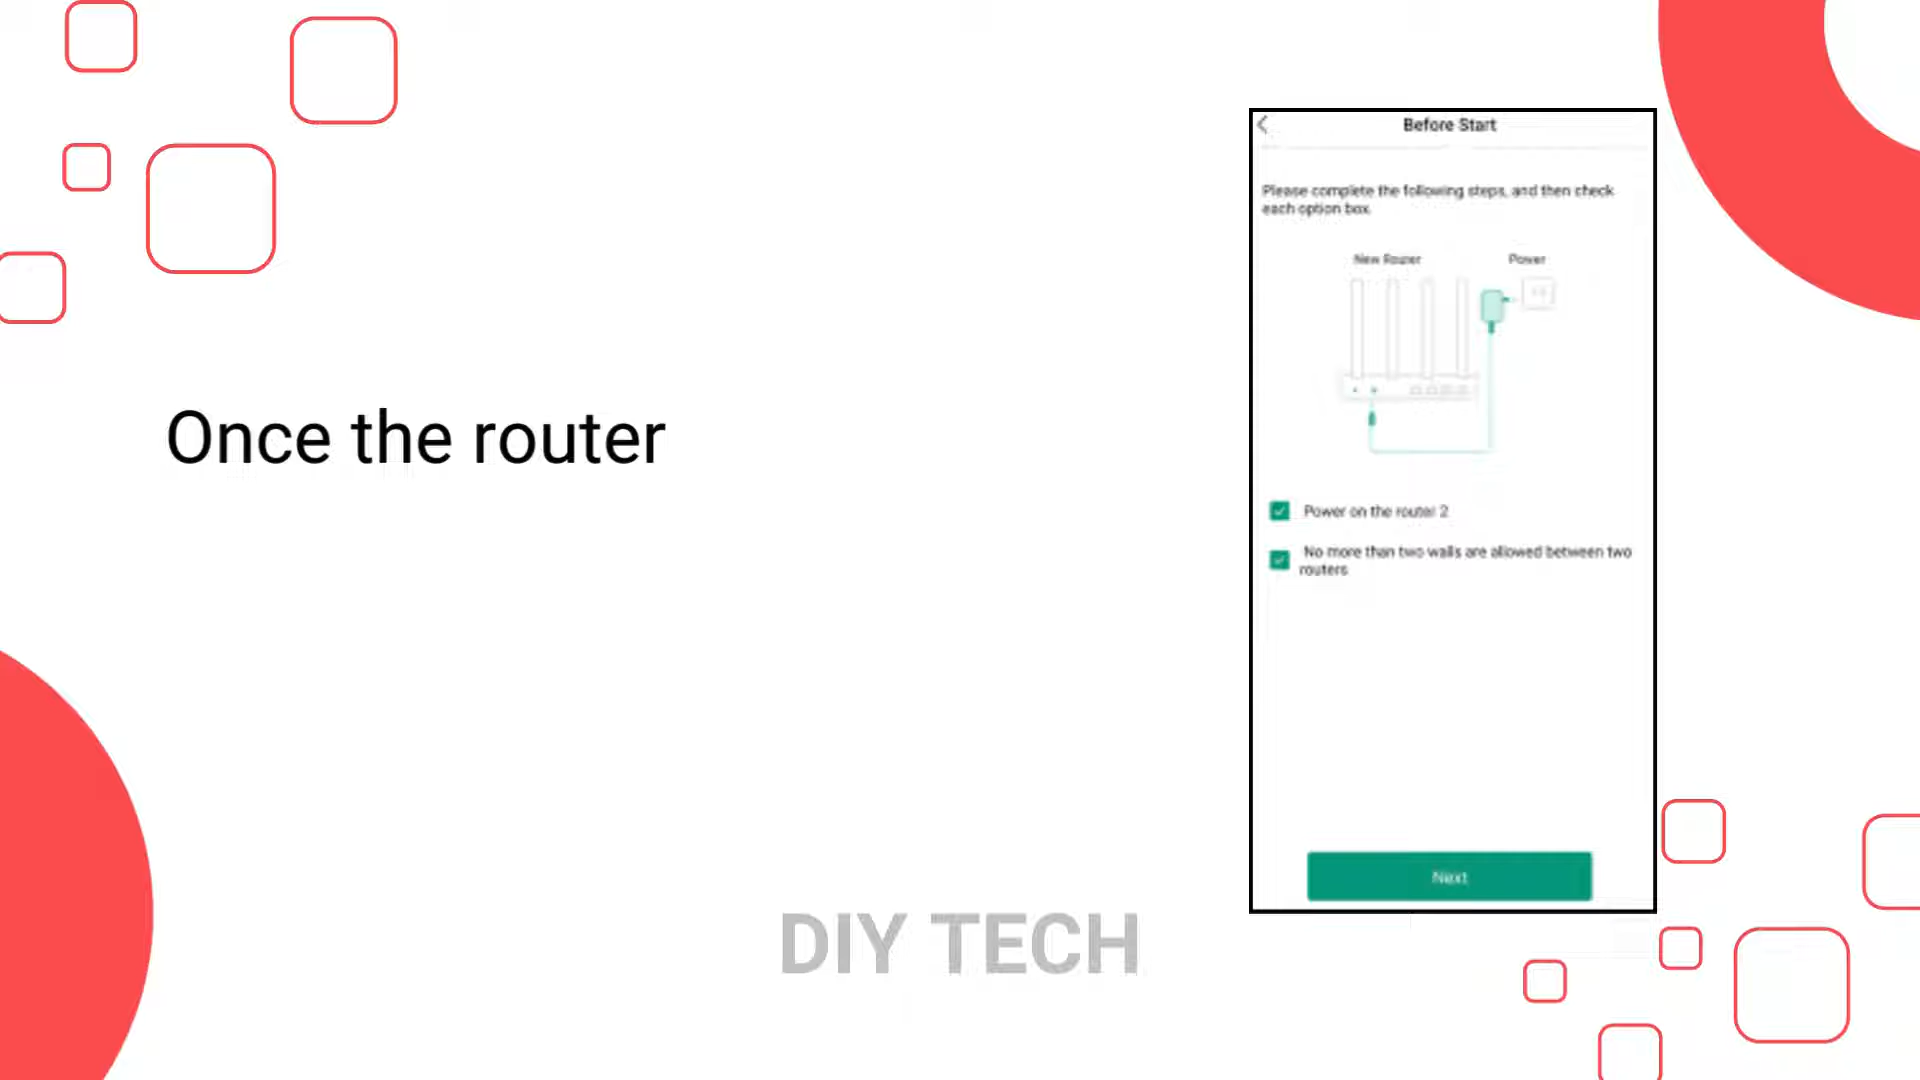 Once the router
Before Start
Please complete the following steps, and then check
each option box.
New Router
Power
Power on the router 2
No more than two walls are allowed between two
routers
Next
DIY TECH